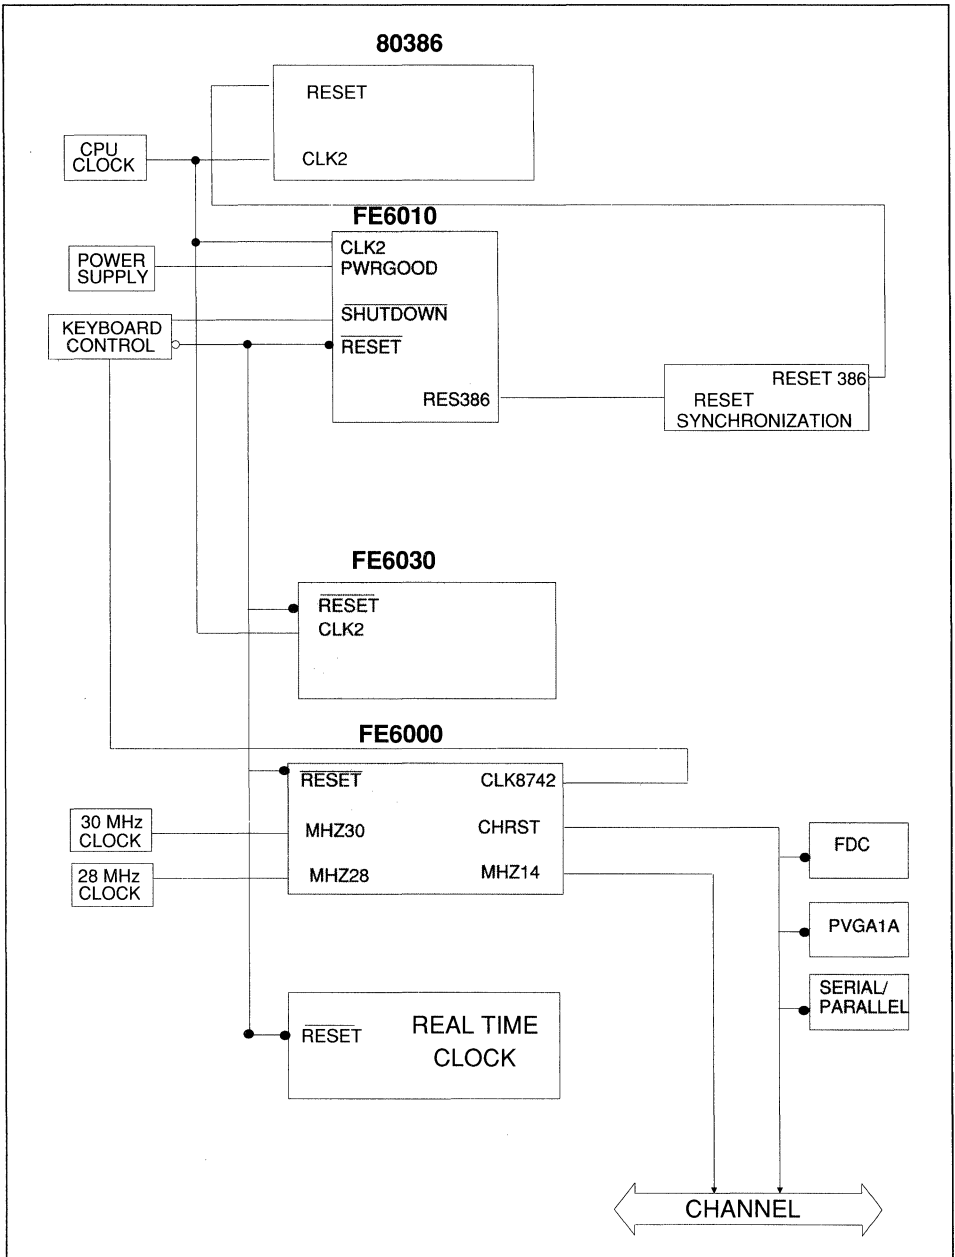 80386
RESET
CPU
CLOCK
CLK2
FE6010
CLK2
POWER
SUPPLY
PWRGOOD
SHUTDOWN
KEYBOARD
CONTROL
RESET
RES386
RESET 386
RESET
SYNCHRONIZATION
FE6030
RESET
CLK2
FE6000
RESET
CLK8742
30 MHz
CLOCK
MHZ30
CHRST
28 MHz
CLOCK
MHZ28
MHZ14
FDC
PVGA1A
SERIAL/
PARALLEL
RESET
REAL TIME
CLOCK
CHANNEL